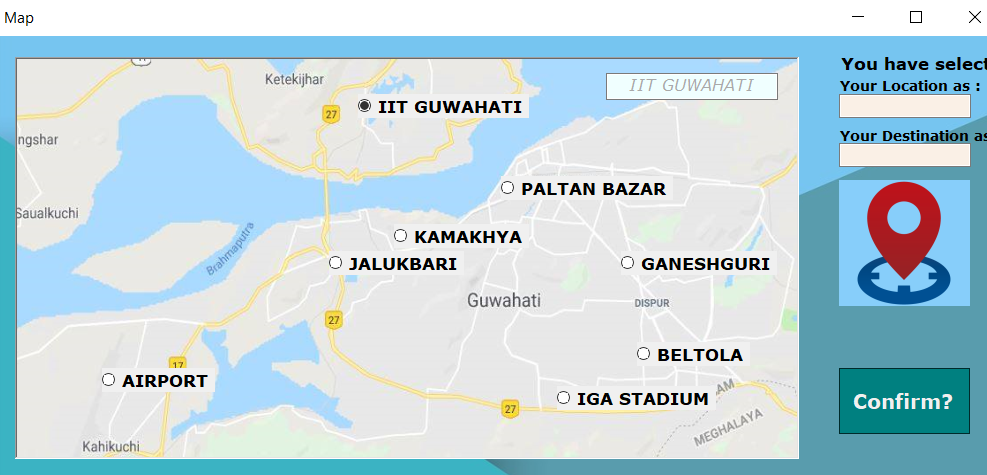 Map
Ketekijhar
IIT GUWAHATI
IIT GUWAHATI
27
ngshar
PALTAN BAZAR
Saualkuchi
KAMAKHYA
Brahmaputra
JALUKBARI
GANESHGURI
Guwahati
DISPUR
27
BELTOLA
17
AIRPORT
AM
IGA STADIUM
27
MEGHALAYA
Kahikuchi
You have select
Your Location as :
Your Destination as
Confirm?